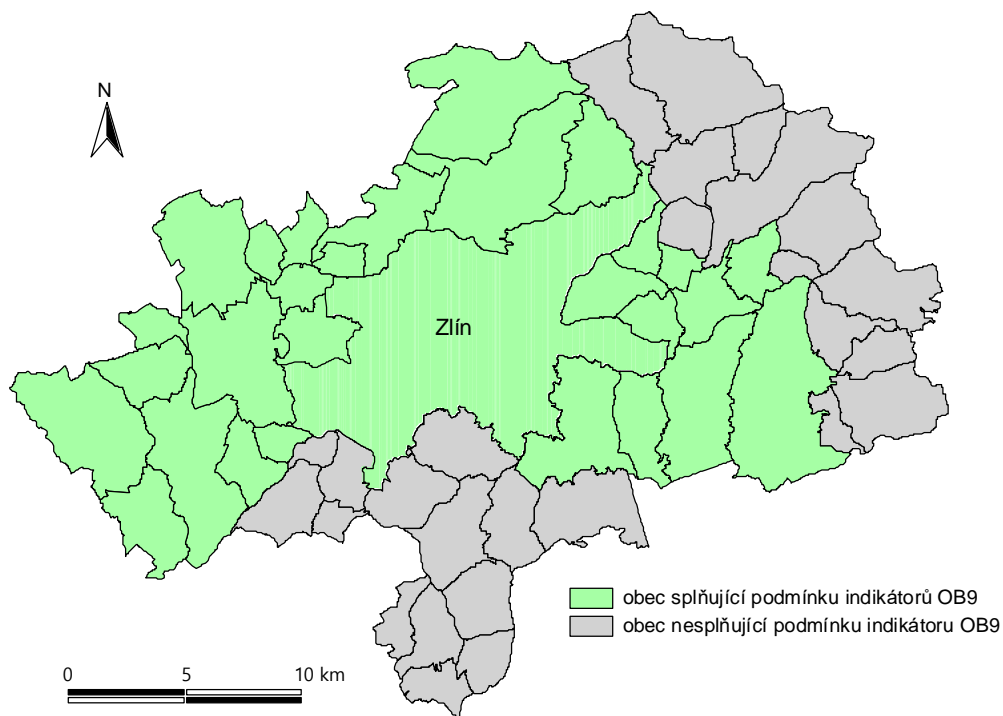 N
Zlín
obec splňující podmínku indikátorů OB9
obec nesplňující podmínku indikátoru OB9
0 5 10 km